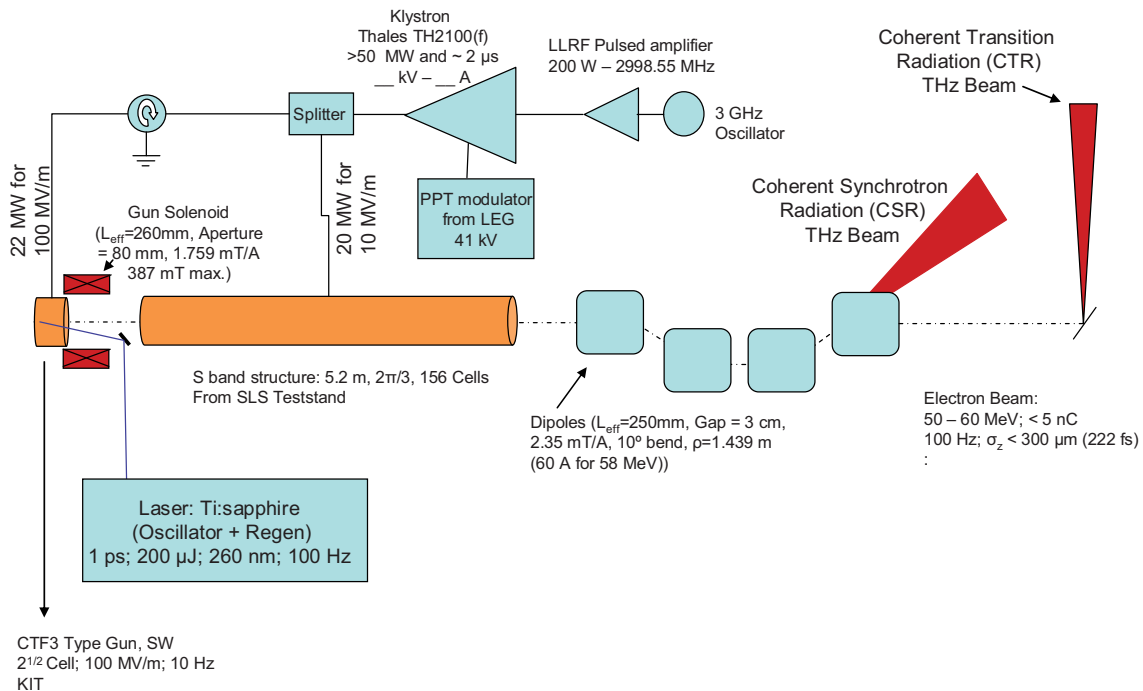 Klystron
Thales TH2100(f)
>50 MW and ~ 2 μs
__ kV – __ A
LLRF Pulsed amplifier
200 W – 2998.55 MHz
Coherent Transition
Radiation (CTR)
THz Beam
Splitter
3 GHz
Oscillator
22 MW for
100 MV/m
20 MW for
10 MV/m
PPT modulator
from LEG
41 kV
Coherent Synchrotron
Radiation (CSR)
THz Beam
Gun Solenoid
(Leff=260mm, Aperture
= 80 mm, 1.759 mT/A
387 mT max.)
S band structure: 5.2 m, 2π/3, 156 Cells
From SLS Teststand
Dipoles (Leff=250mm, Gap = 3 cm,
2.35 mT/A, 10º bend, ρ=1.439 m
(60 A for 58 MeV))
Electron Beam:
50 – 60 MeV; < 5 nC
100 Hz; σz < 300 μm (222 fs)
:
Laser: Ti:sapphire
(Oscillator + Regen)
1 ps; 200 μJ; 260 nm; 100 Hz
CTF3 Type Gun, SW
2 1/2 Cell; 100 MV/m; 10 Hz
KIT